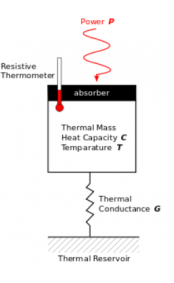 Power P
Resistive
Thermometer
absorber
Thermal Mass
Heat Capacity C
Temparature T
Thermal
Conductance G
Thermal Reservoir